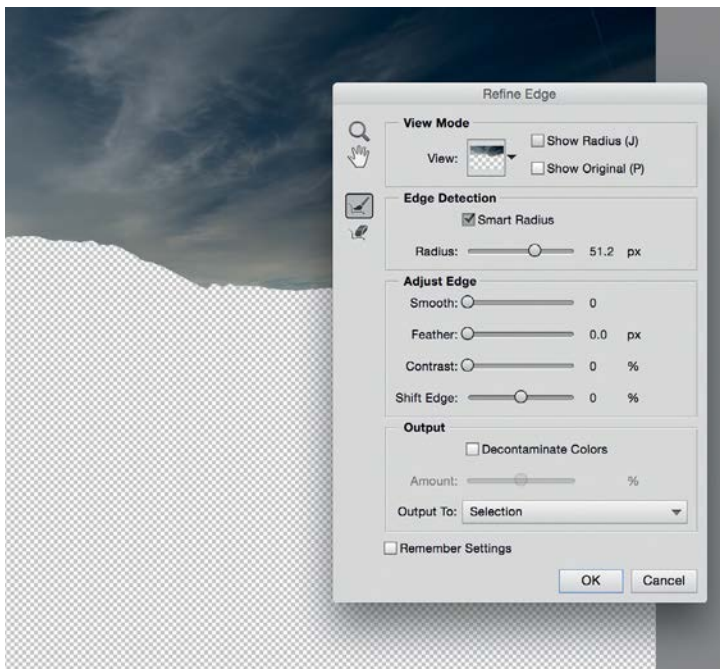 Refine Edge
View Mode
View:
Show Radius (J)
Show Original (P)
Edge Detection
Smart Radius
Radius: 51.2 px
Adjust Edge
Smooth: 0
Feather: 0.0 px
Contrast: 0 %
Shift Edge: 0 %
Output
Decontaminate Colors
Amount: %
Output To: Selection
Remember Settings
OK Cancel